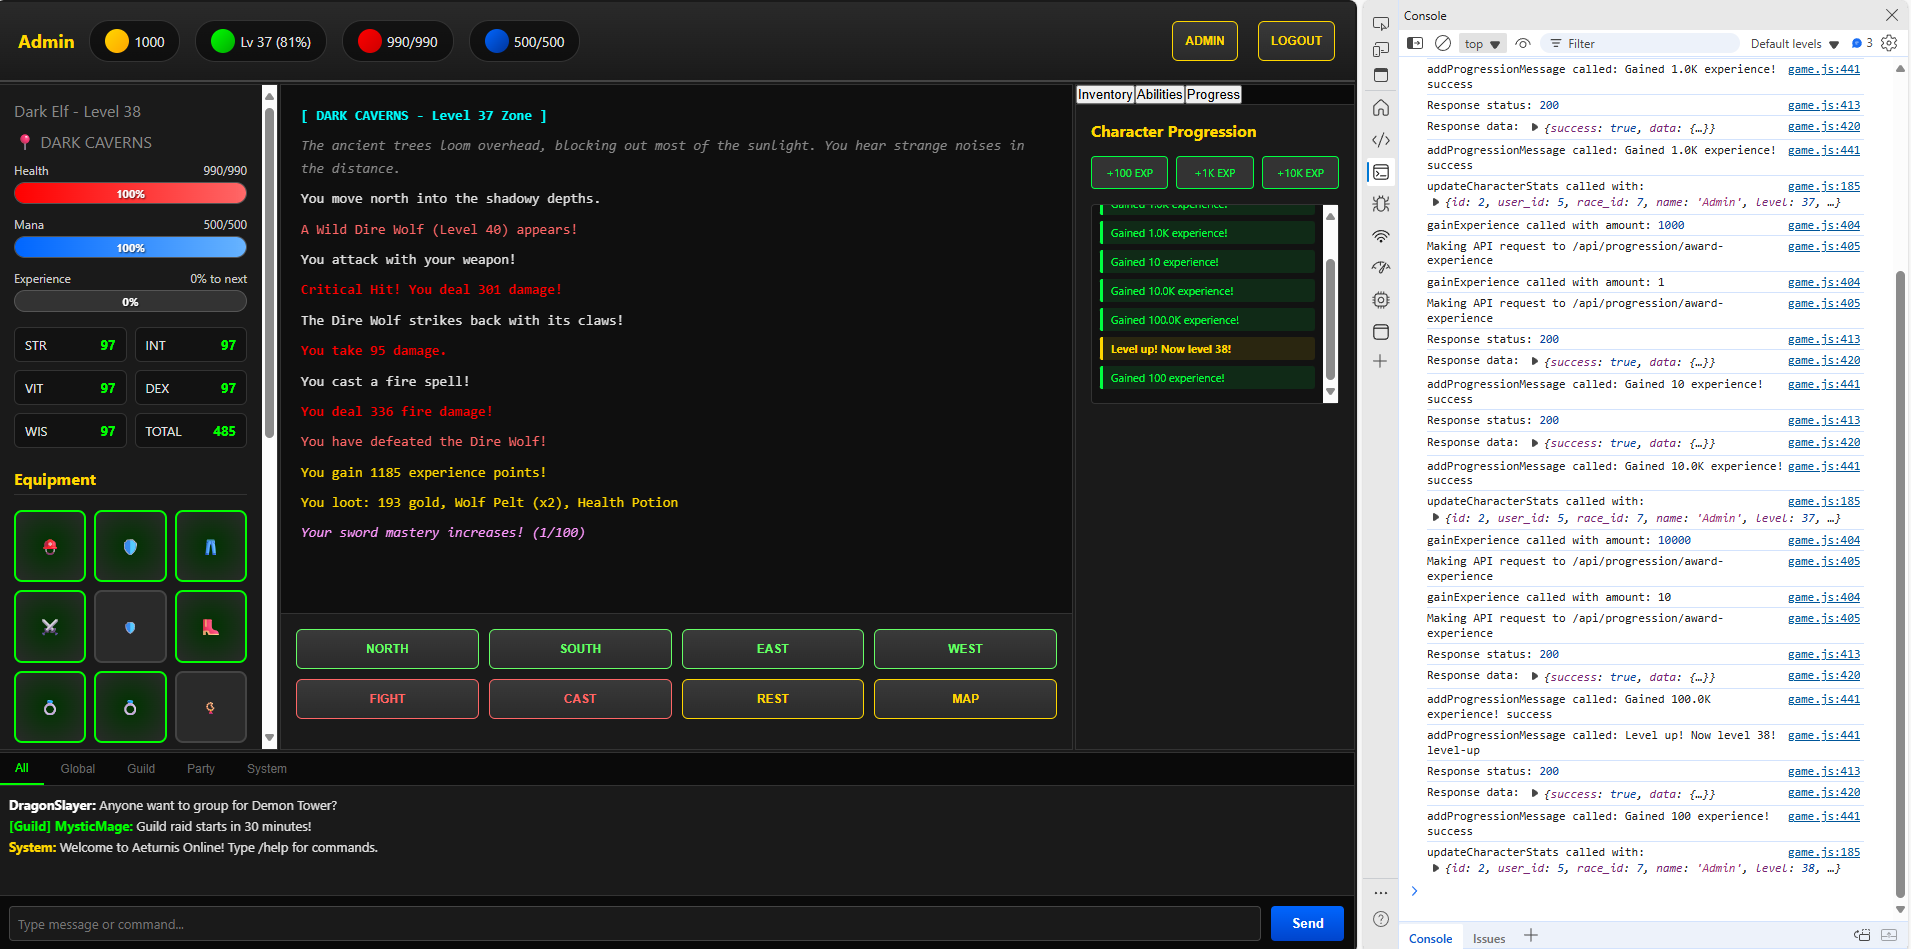 Admin
1000
Lv 37 (81%)
990/990
500/500
ADMIN
LOGOUT
Dark Elf - Level 38
DARK CAVERNS
Health 990/990
100%
Mana 500/500
100%
Experience 0% to next
0%
STR 97
INT 97
VIT 97
DEX 97
WIS 97
TOTAL 485
Equipment
[ DARK CAVERNS - Level 37 Zone ]
The ancient trees loom overhead, blocking out most of the sunlight. You hear strange noises in
the distance.
You move north into the shadowy depths.
A Wild Dire Wolf (Level 40) appears!
You attack with your weapon!
Critical Hit! You deal 301 damage!
The Dire Wolf strikes back with its claws!
You take 95 damage.
You cast a fire spell!
You deal 336 fire damage!
You have defeated the Dire Wolf!
You gain 1185 experience points!
You loot: 193 gold, Wolf Pelt (x2), Health Potion
Your sword mastery increases! (1/100)
NORTH
SOUTH
EAST
WEST
FIGHT
CAST
REST
MAP
Inventory
Abilities
Progress
Character Progression
+100 EXP
+1K EXP
+10K EXP
Gained 1.0K experience!
Gained 1.0K experience!
Gained 10 experience!
Gained 10.0K experience!
Gained 100.0K experience!
Level up! Now level 38!
Gained 100 experience!
All
Global
Guild
Party
System
DragonSlayer: Anyone want to group for Demon Tower?
[Guild] MysticMage: Guild raid starts in 30 minutes!
System: Welcome to Aeturnis Online! Type /help for commands.
Type message or command...
Send
Console
top
Filter
Default levels
3
addProgressionMessage called: Gained 1.0K experience! game.js:441
success
Response status: 200 game.js:413
Response data: {success: true, data: {…}} game.js:420
addProgressionMessage called: Gained 1.0K experience! game.js:441
success
updateCharacterStats called with: game.js:185
{id: 2, user_id: 5, race_id: 7, name: 'Admin', level: 37, …}
gainExperience called with amount: 1000 game.js:404
Making API request to /api/progression/award- game.js:405
experience
gainExperience called with amount: 1 game.js:404
Making API request to /api/progression/award- game.js:405
experience
Response status: 200 game.js:413
Response data: {success: true, data: {…}} game.js:420
addProgressionMessage called: Gained 10 experience! game.js:441
success
Response status: 200 game.js:413
Response data: {success: true, data: {…}} game.js:420
addProgressionMessage called: Gained 10.0K experience! game.js:441
success
updateCharacterStats called with: game.js:185
{id: 2, user_id: 5, race_id: 7, name: 'Admin', level: 37, …}
gainExperience called with amount: 10000 game.js:404
Making API request to /api/progression/award- game.js:405
experience
gainExperience called with amount: 10 game.js:404
Making API request to /api/progression/award- game.js:405
experience
Response status: 200 game.js:413
Response data: {success: true, data: {…}} game.js:420
addProgressionMessage called: Gained 100.0K game.js:441
experience! success
addProgressionMessage called: Level up! Now level 38! game.js:441
level-up
Response status: 200 game.js:413
Response data: {success: true, data: {…}} game.js:420
addProgressionMessage called: Gained 100 experience! game.js:441
success
updateCharacterStats called with: game.js:185
{id: 2, user_id: 5, race_id: 7, name: 'Admin', level: 38, …}
Console
Issues